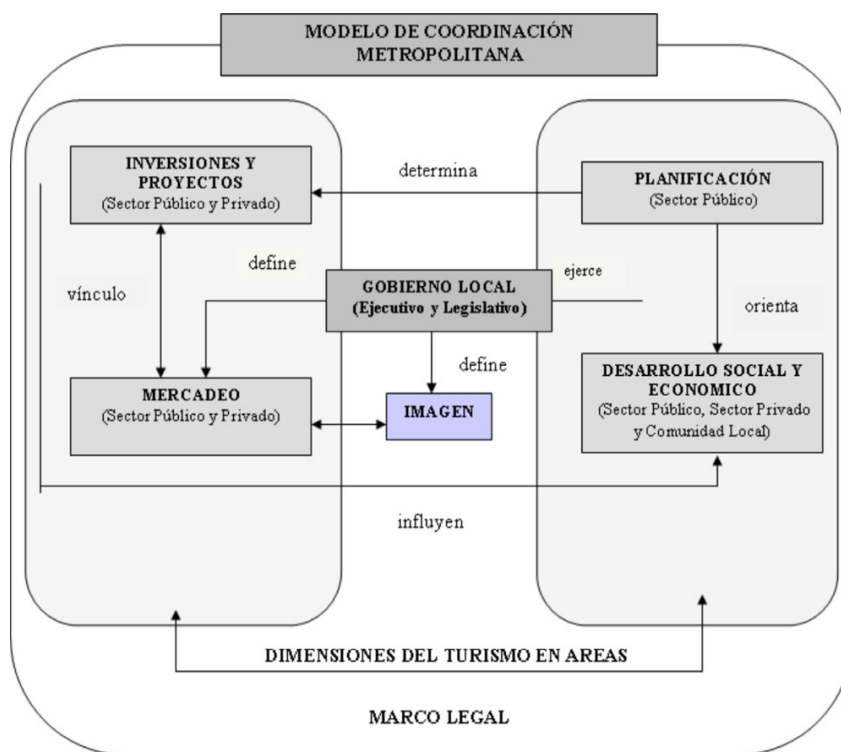 MODELO DE COORDINACIÓN
METROPOLITANA
INVERSIONES Y
PROYECTOS
(Sector Público y Privado)
determina
PLANIFICACIÓN
(Sector Público)
define
ejerce
GOBIERNO LOCAL
(Ejecutivo y Legislativo)
vínculo
orienta
define
MERCADEO
(Sector Público y Privado)
IMAGEN
DESARROLLO SOCIAL Y
ECONOMICO
(Sector Público, Sector Privado
y Comunidad Local)
influyen
DIMENSIONES DEL TURISMO EN AREAS
MARCO LEGAL